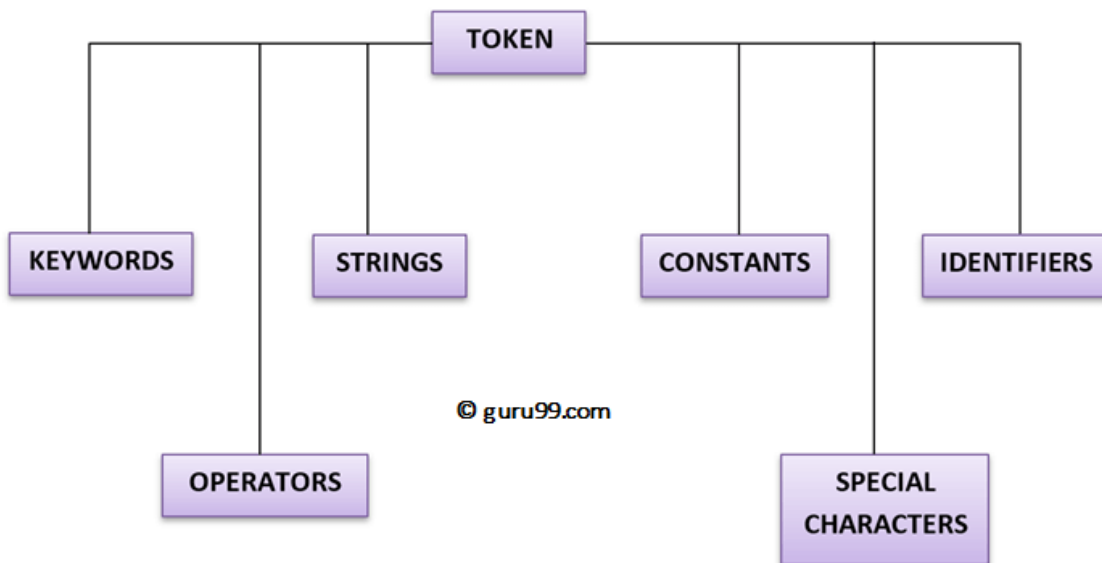 TOKEN
KEYWORDS
STRINGS
CONSTANTS
IDENTIFIERS
© guru99.com
OPERATORS
SPECIAL
CHARACTERS